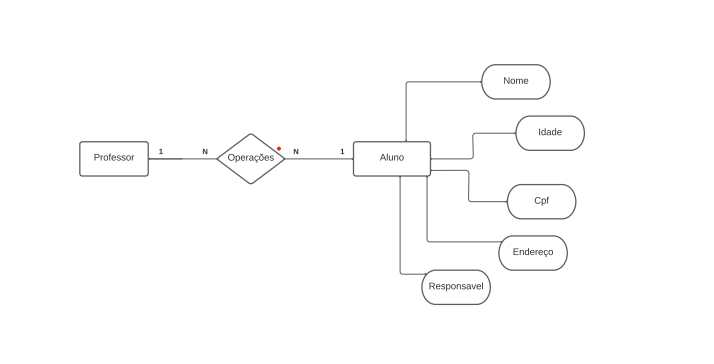 Nome
Idade
1
N
N
1
Professor
Operações
Aluno
Cpf
Endereço
Responsavel